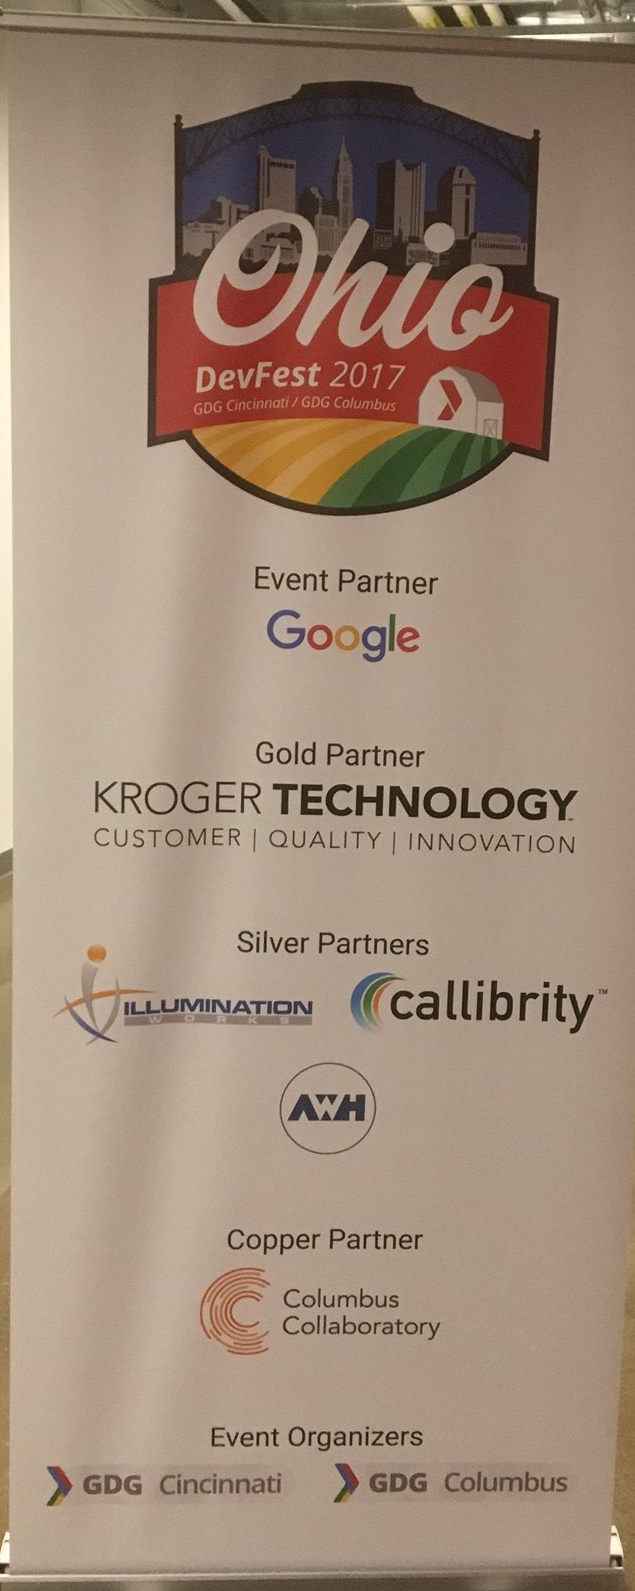 Ohio
DevFest 2017
GDG Cincinnati / GDG Columbus
Event Partner
Google
Gold Partner
KROGER TECHNOLOGY
CUSTOMER | QUALITY | INNOVATION
Silver Partners
ILLUMINATION
WORKS
callibrity™
AWH
Copper Partner
Columbus
Collaboratory
Event Organizers
GDG Cincinnati
GDG Columbus